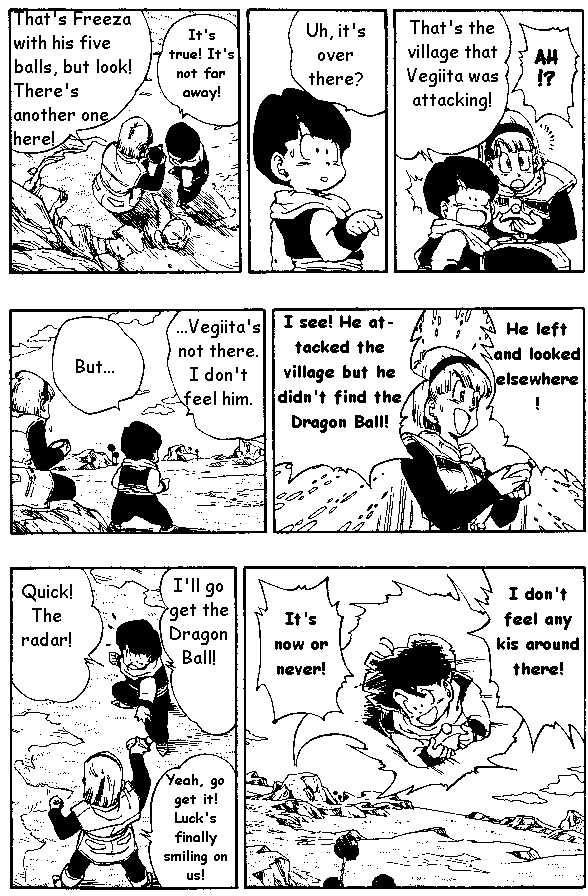 That's Freeza
with his five
balls, but look!
There's
another one
here!
It's
true! It's
not far
away!
Uh, it's
over
there?
That's the
village that
Vegiita was
attacking!
AH
!?
But...
...Vegiita's
not there.
I don't
feel him.
I see! He at-
tacked the
village but he
didn't find the
Dragon Ball!
He left
and looked
elsewhere
!
Quick!
The
radar!
I'll go
get the
Dragon
Ball!
Yeah, go
get it!
Luck's
finally
smiling on
us!
It's
now or
never!
I don't
feel any
kis around
there!